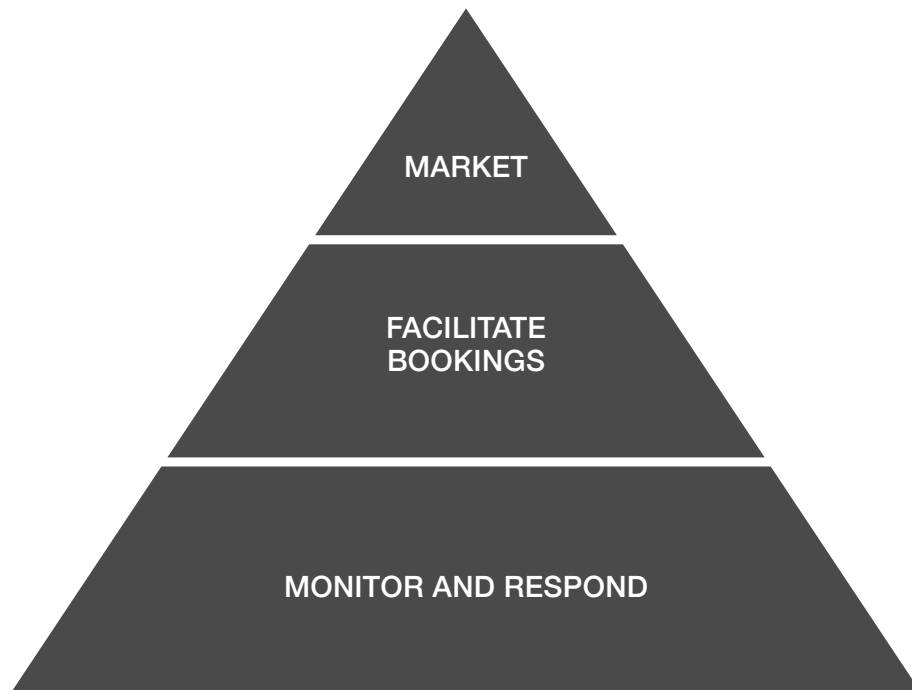 MARKET
FACILITATE
BOOKINGS
MONITOR AND RESPOND